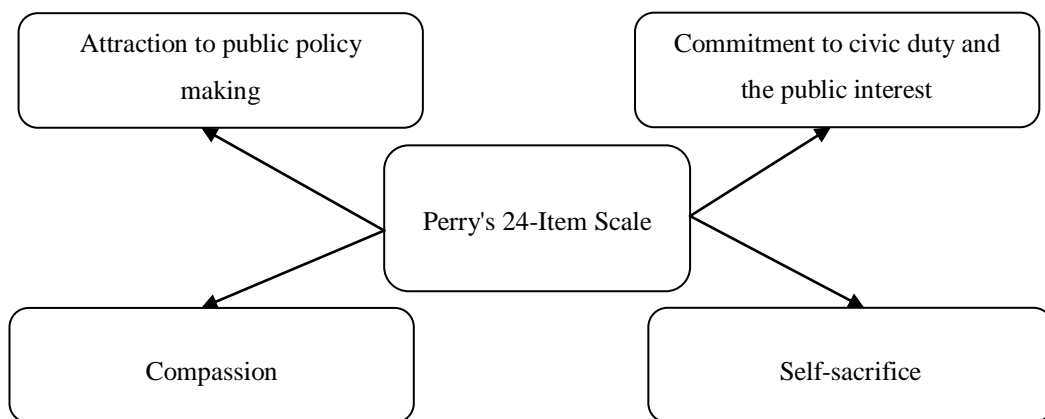 Attraction to public policy
making
Commitment to civic duty and
the public interest
Perry's 24-Item Scale
Compassion
Self-sacrifice